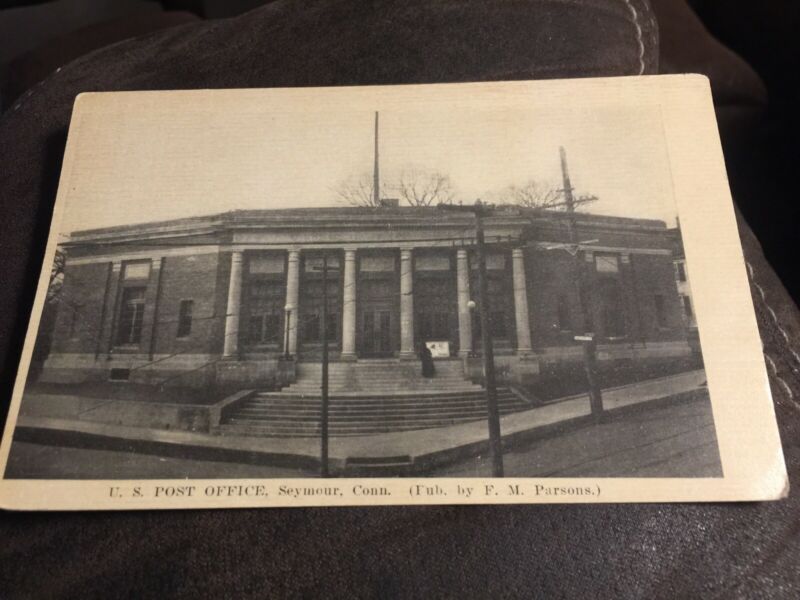 U. S. POST OFFICE, Seymour, Conn. (Pub. by F. M. Parsons.)